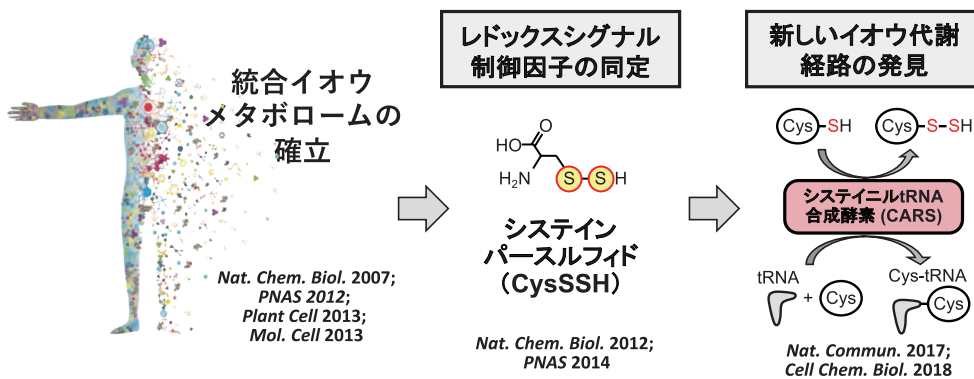 統合イオウ
メタボロームの
確立
Nat. Chem. Biol. 2007;
PNAS 2012;
Plant Cell 2013;
Mol. Cell 2013
レドックスシグナル
制御因子の同定
O
HO
H₂N
S
S
H
システイン
パースルフィド
(CysSSH)
Nat. Chem. Biol. 2012;
PNAS 2014
新しいイオウ代謝
経路の発見
Cys-SH
Cys-S-SH
システイニルtRNA
合成酵素 (CARS)
tRNA
+ Cys
Cys-tRNA
Cys
Nat. Commun. 2017;
Cell Chem. Biol. 2018